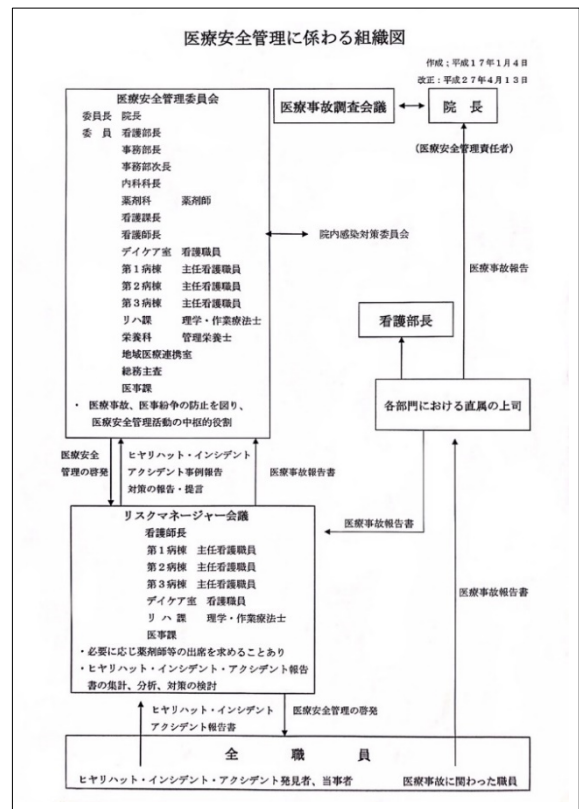 医療安全管理に係わる組織図
作成；平成17年1月4日
改正：平成27年4月13日
医療安全管理委員会
委員長 院長
委 員 看護部長
事務部長
事務部次長
内科科長
薬剤科 薬剤師
看護課長
看護師長
デイケア室 看護職員
第1病棟 主任看護職員
第2病棟 主任看護職員
第3病棟 主任看護職員
リハ課 理学・作業療法士
栄養科 管理栄養士
地域医療連携室
総務主査
医事課
・ 医療事故、医事紛争の防止を図り、
医療安全管理活動の中枢的役割
医療事故調査会議
院 長
(医療安全管理責任者)
院内感染対策委員会
医療事故報告
看護部長
各部門における直属の上司
医療安全
管理の啓発
ヒヤリハット・インシデント
アクシデント事例報告
対策の報告・提言
医療事故報告書
リスクマネージャー会議
看護師長
第1病棟 主任看護職員
第2病棟 主任看護職員
第3病棟 主任看護職員
デイケア室 看護職員
リ ハ 課 理学・作業療法士
医事課
・必要に応じ薬剤師等の出席を求めることあり
・ヒヤリハット・インシデント・アクシデント報告
書の集計、分析、対策の検討
医療事故報告書
医療事故報告書
ヒヤリハット・インシデント
アクシデント報告書
医療安全管理の啓発
全 職 員
ヒヤリハット・インシデント・アクシデント発見者、当事者
医療事故に関わった職員